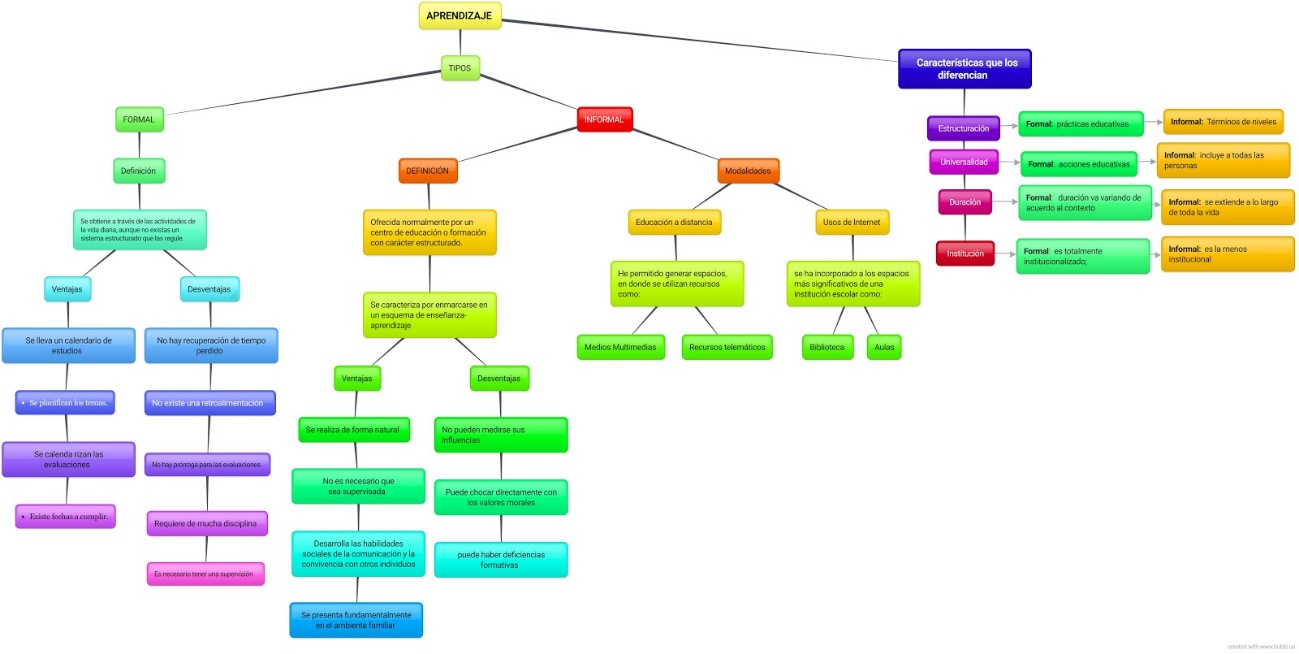 APRENDIZAJE
TIPOS
Características que los
diferencian
FORMAL
INFORMAL
Estructuración
Formal: prácticas educativas
Informal: Términos de niveles
Universalidad
Formal: acciones educativas
Informal: incluye a todas las
personas
Duración
Formal: duración va variando de
acuerdo al contexto
Informal: se extiende a lo largo
de toda la vida
Institución
Formal: es totalmente
institucionalizado;
Informal: es la menos
institucional
Definición
Se obtiene a través de las actividades de
la vida diaria, aunque no existas un
sistema estructurado que las regule.
Ventajas
Desventajas
Se lleva un calendario de
estudios
• Se planifican los temas.
Se calenda rizan las
evaluaciones
• Existe fechas a cumplir.
No hay recuperación de tiempo
perdido
No existe una retroalimentación
No hay prórroga para las evaluaciones
Requiere de mucha disciplina
Es necesario tener una supervisión
DEFINICIÓN
Ofrecida normalmente por un
centro de educación o formación
con carácter estructurado.
Se caracteriza por enmarcarse en
un esquema de enseñanza-
aprendizaje
Ventajas
Desventajas
Se realiza de forma natural
No es necesario que
sea supervisada
Desarrolla las habilidades
sociales de la comunicación y la
convivencia con otros individuos
Se presenta fundamentalmente
en el ambiente familiar
No pueden medirse sus
influencias
Puede chocar directamente con
los valores morales
puede haber deficiencias
formativas
Modalidades
Educación a distancia
Usos de Internet
He permitido generar espacios,
en donde se utilizan recursos
como:
Medios Multimedias
Recursos telemáticos
se ha incorporado a los espacios
más significativos de una
institución escolar como:
Biblioteca
Aulas
created with www.bubbl.us